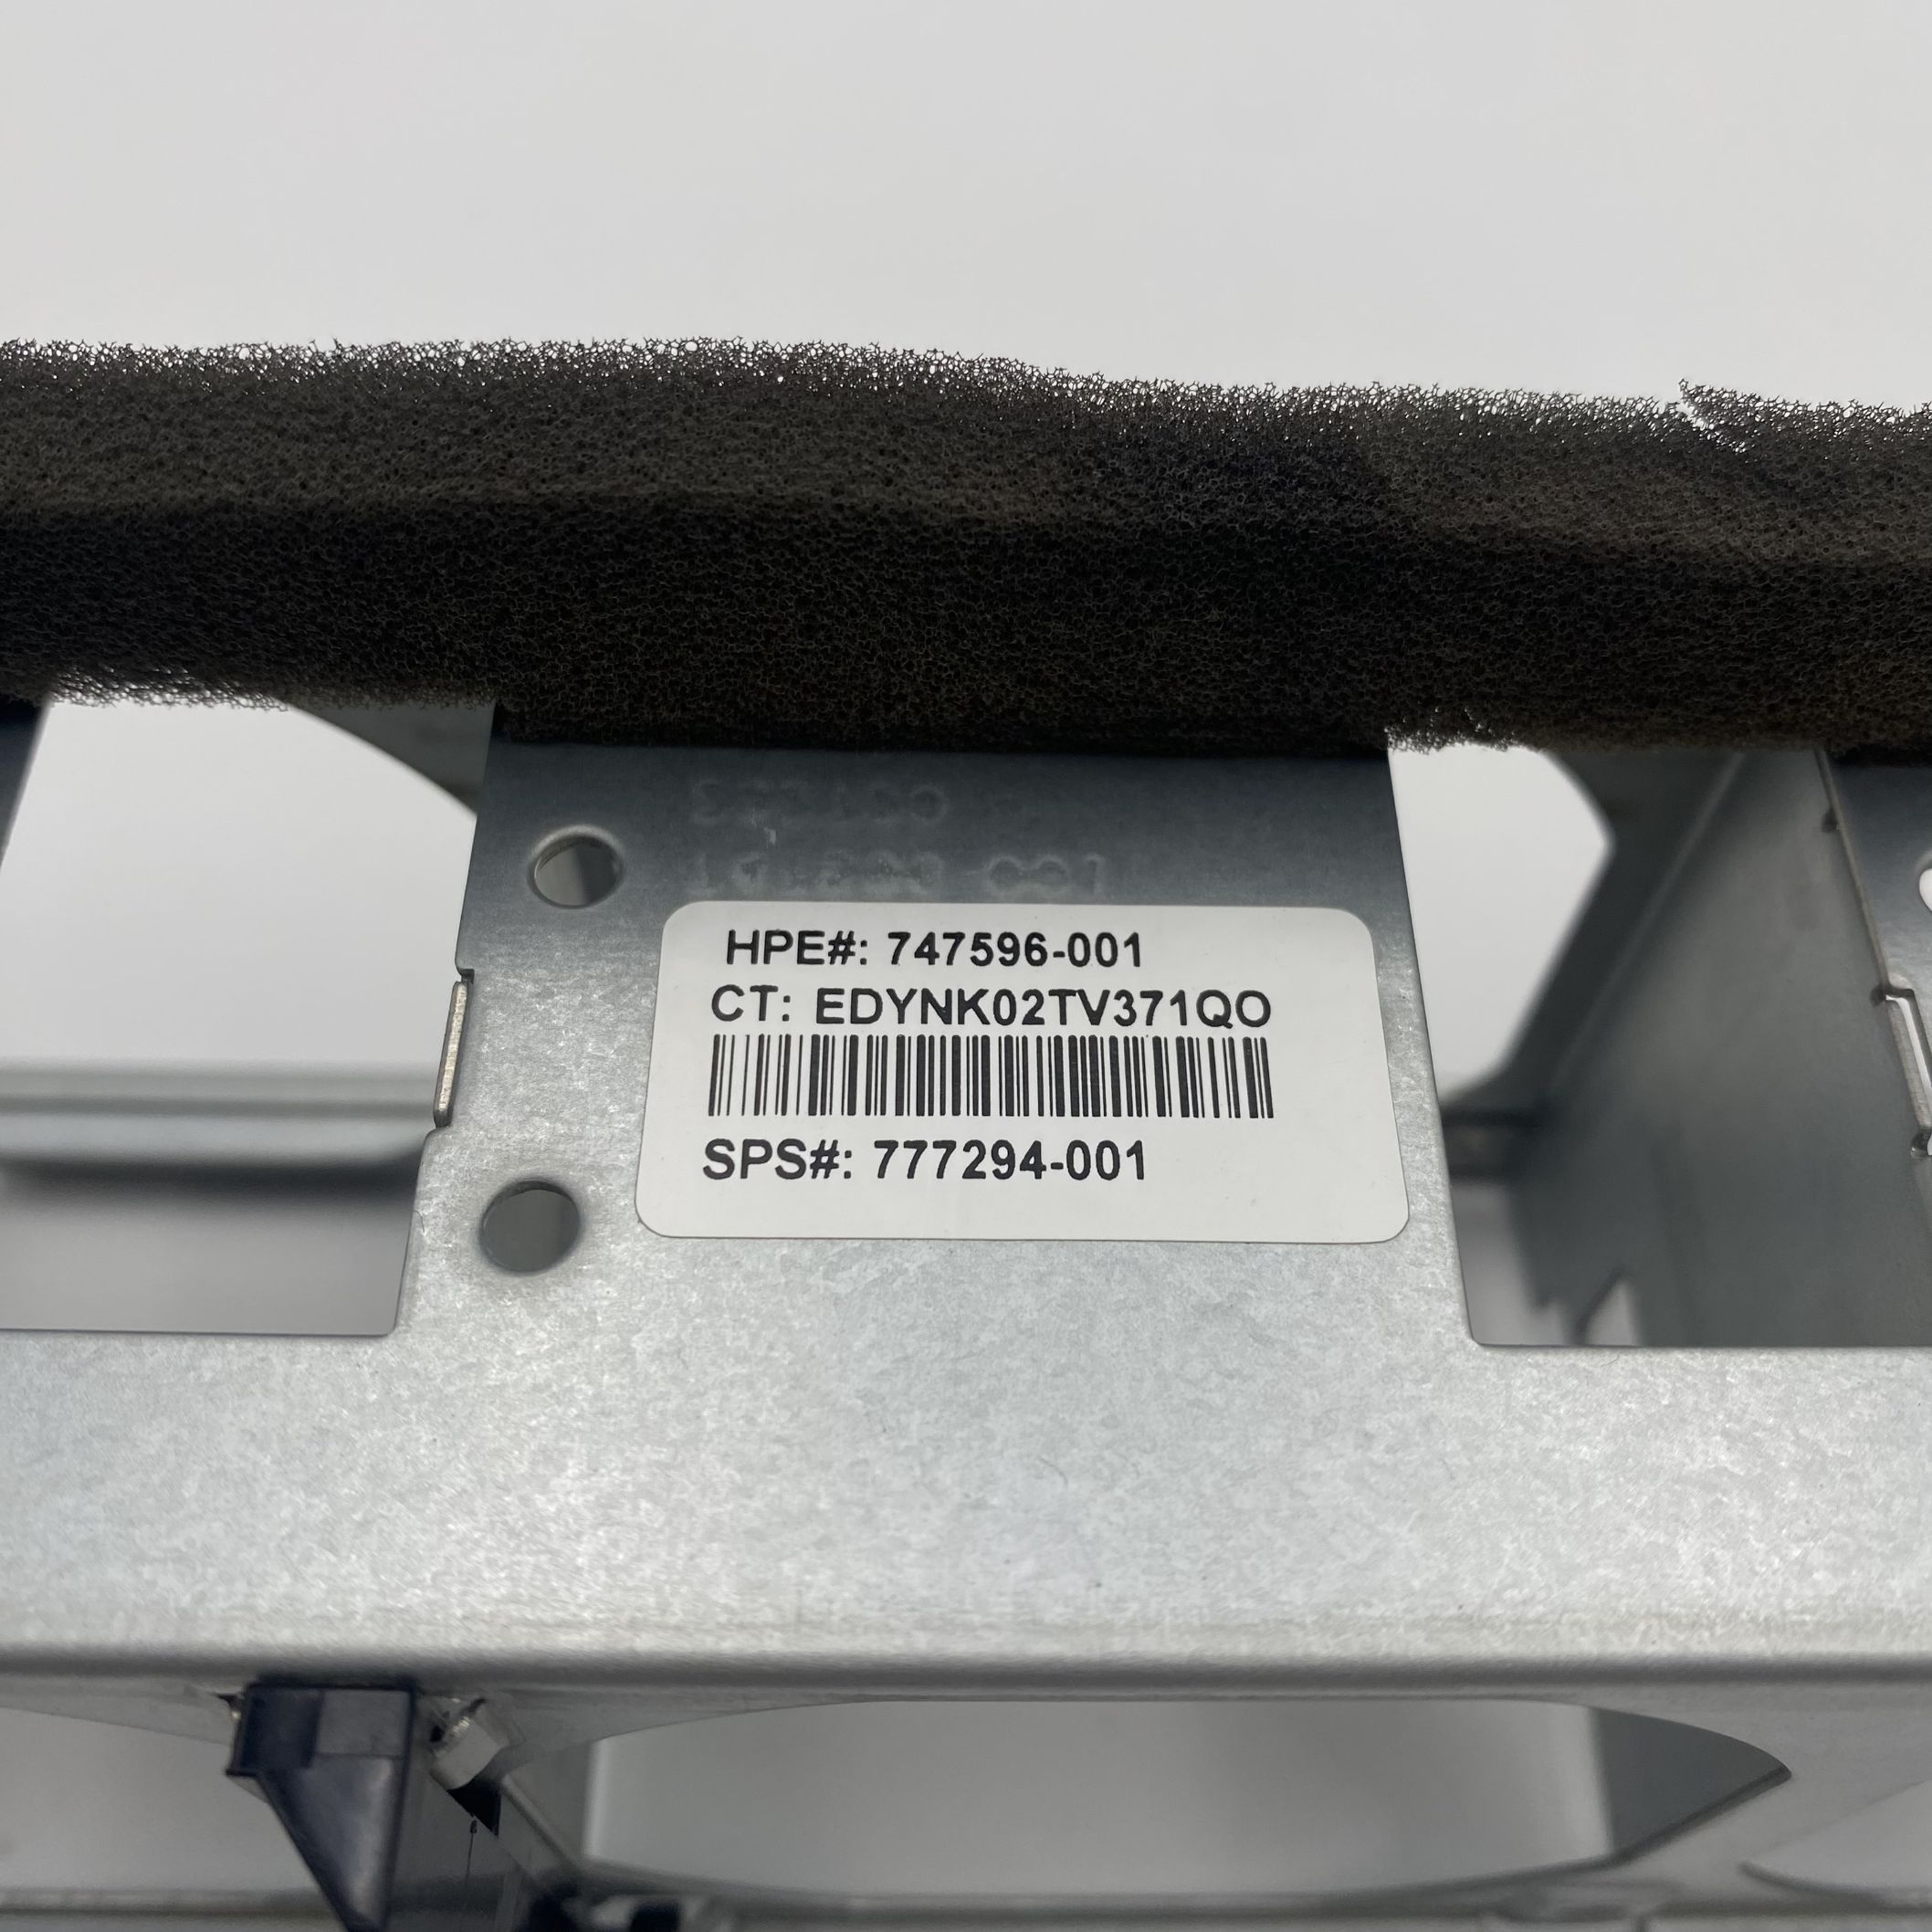 HPE#: 747596-001
CT: EDYNK02TV371QO
SPS#: 777294-001